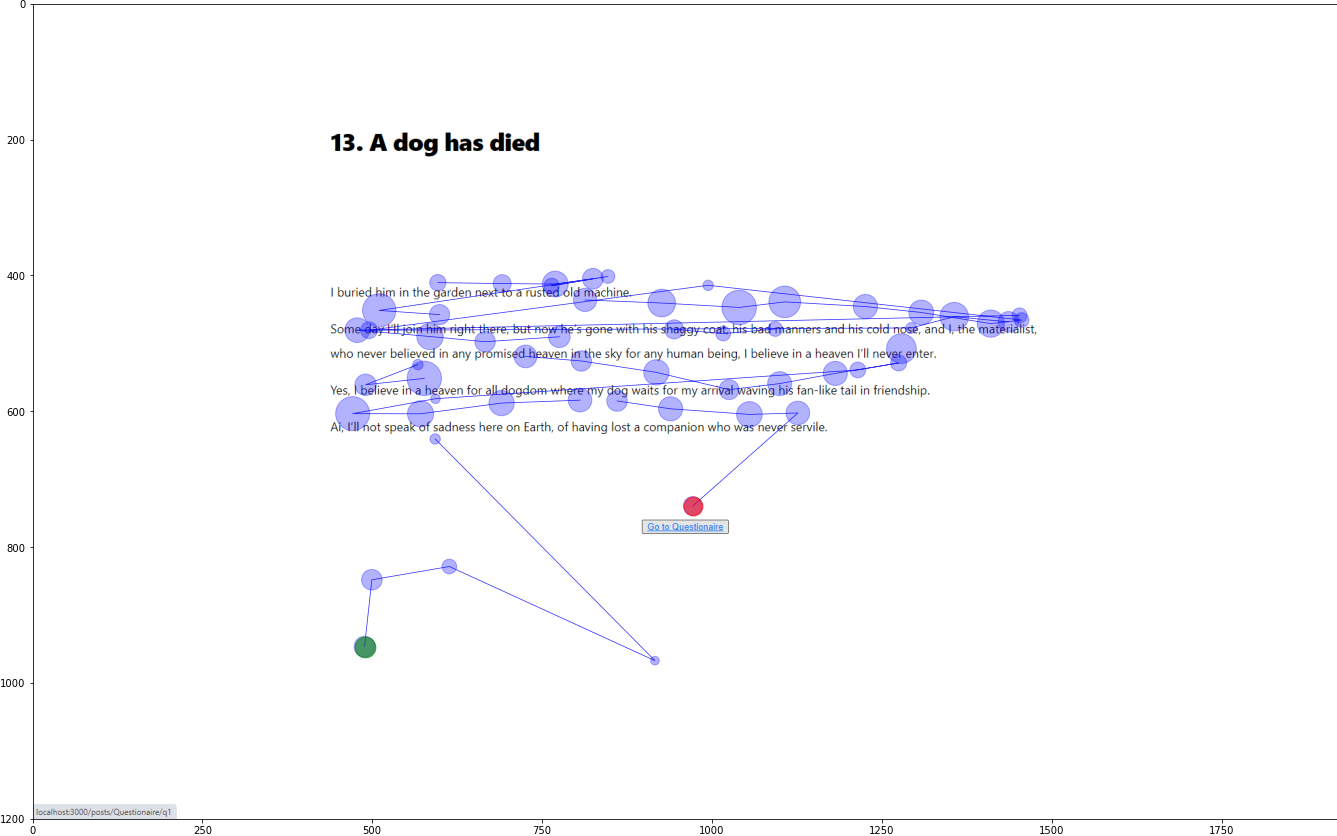 0
200
13. A dog has died
400
I buried him in the garden next to a rusted old machine.
Some day I'll join him right there, but now he's gone with his shaggy coat, his bad manners and his cold nose, and I, the materialist,
who never believed in any promised heaven in the sky for any human being, I believe in a heaven I'll never enter.
Yes, I believe in a heaven for all dogdom where my dog waits for my arrival waving his fan-like tail in friendship.
600
Ai, I'll not speak of sadness here on Earth, of having lost a companion who was never servile.
Go to Questionaire
800
1000
localhost:3000/posts/Questionaire/q1
1200
0 250 500 750 1000 1250 1500 1750